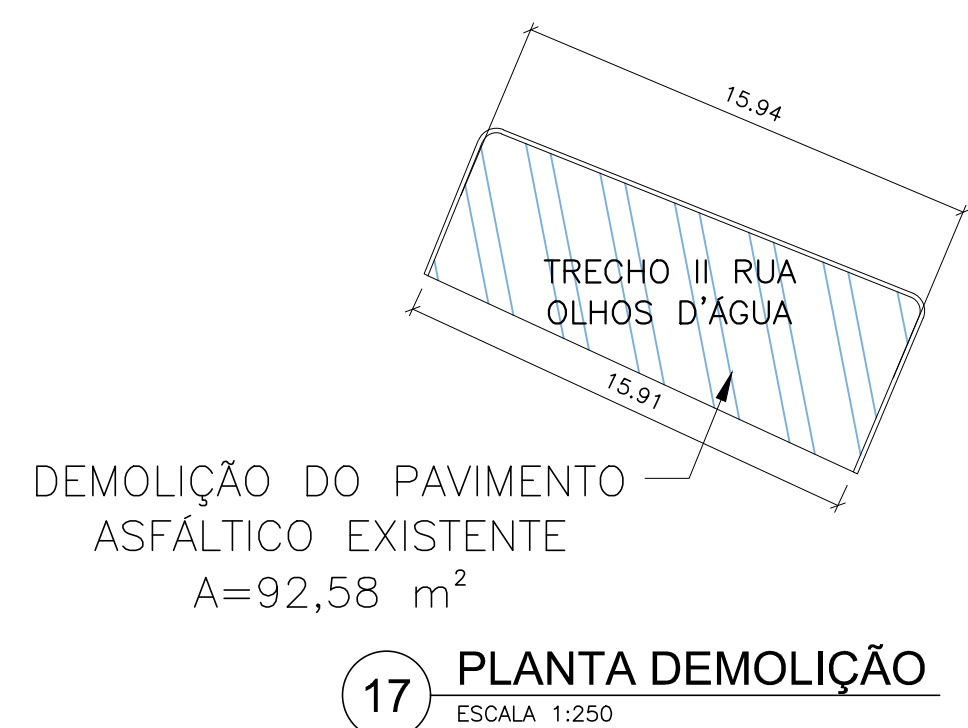 15.94
TRECHO II RUA
OLHOS D'ÁGUA
15.91
DEMOLIÇÃO DO PAVIMENTO
ASFÁLTICO EXISTENTE
A=92,58 m²
17
PLANTA DEMOLIÇÃO
ESCALA 1:250